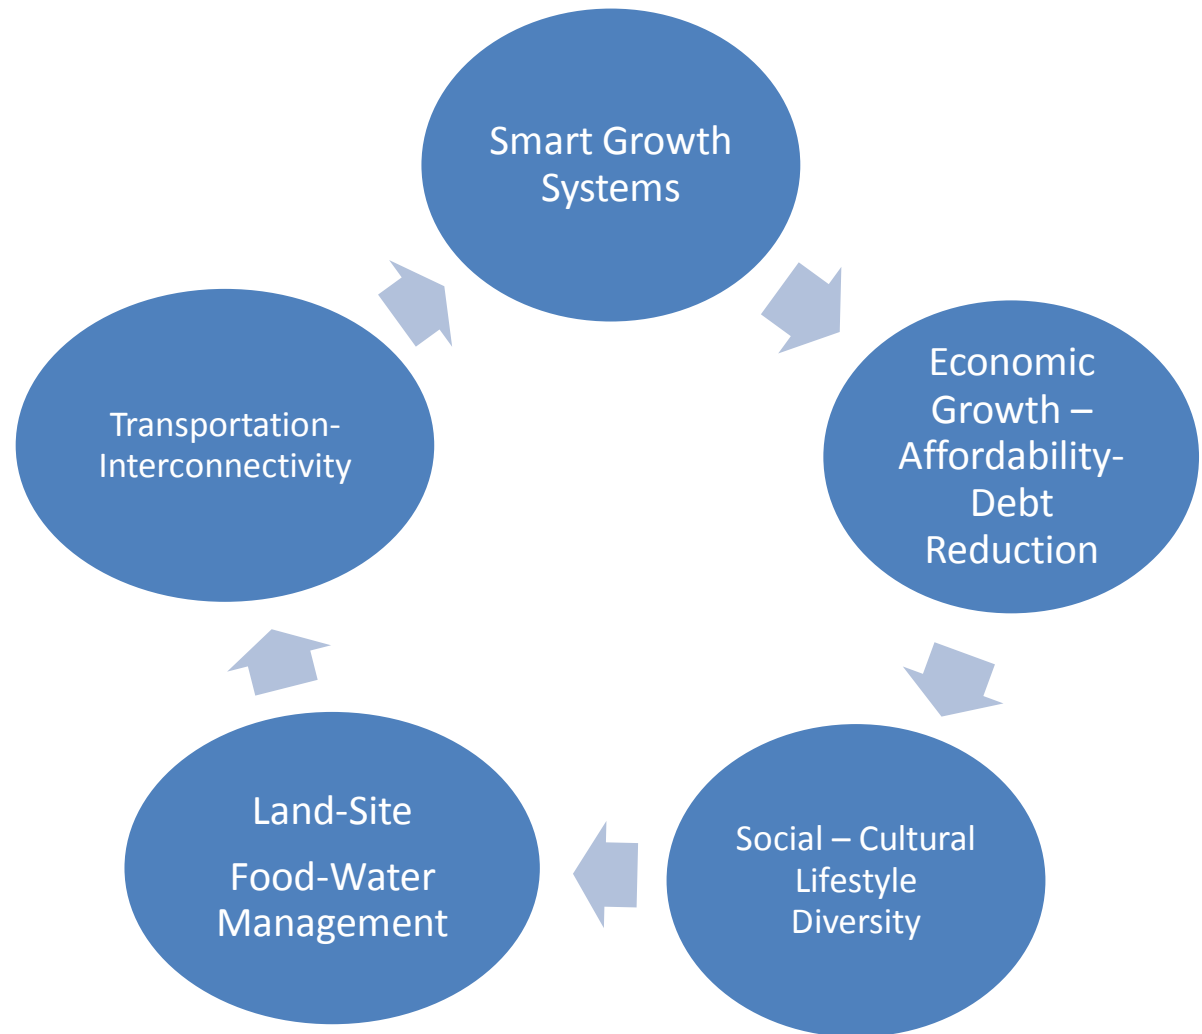 Smart Growth
Systems
Economic
Growth –
Affordability-
Debt
Reduction
Social – Cultural
Lifestyle
Diversity
Land-Site
Food-Water
Management
Transportation-
Interconnectivity